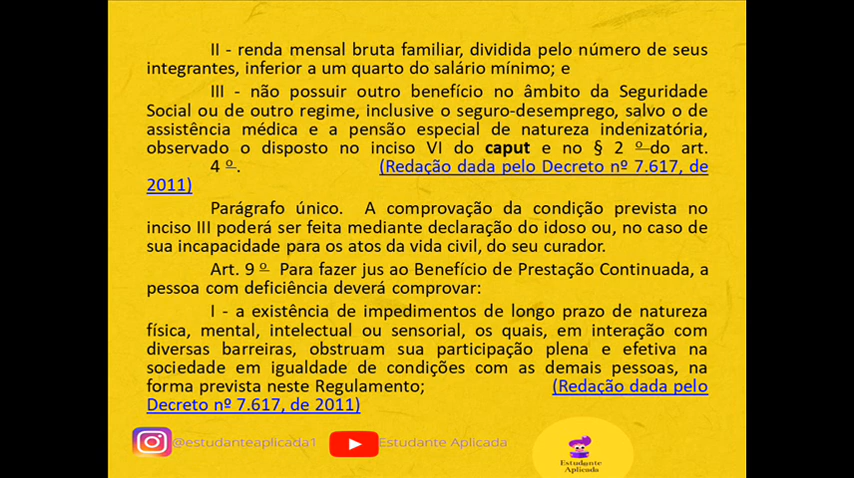 II - renda mensal bruta familiar, dividida pelo número de seus
integrantes, inferior a um quarto do salário mínimo; e
III - não possuir outro benefício no âmbito da Seguridade
Social ou de outro regime, inclusive o seguro-desemprego, salvo o de
assistência médica e a pensão especial de natureza indenizatória,
observado o disposto no inciso VI do caput e no § 2 º do art.
4 º. (Redação dada pelo Decreto nº 7.617, de
2011)
Parágrafo único. A comprovação da condição prevista no
inciso III poderá ser feita mediante declaração do idoso ou, no caso de
sua incapacidade para os atos da vida civil, do seu curador.
Art. 9 º Para fazer jus ao Benefício de Prestação Continuada, a
pessoa com deficiência deverá comprovar:
I - a existência de impedimentos de longo prazo de natureza
física, mental, intelectual ou sensorial, os quais, em interação com
diversas barreiras, obstruam sua participação plena e efetiva na
sociedade em igualdade de condições com as demais pessoas, na
forma prevista neste Regulamento; (Redação dada pelo
Decreto nº 7.617, de 2011)
@estudanteaplicada1 Estudante Aplicada
Estudante
Aplicada